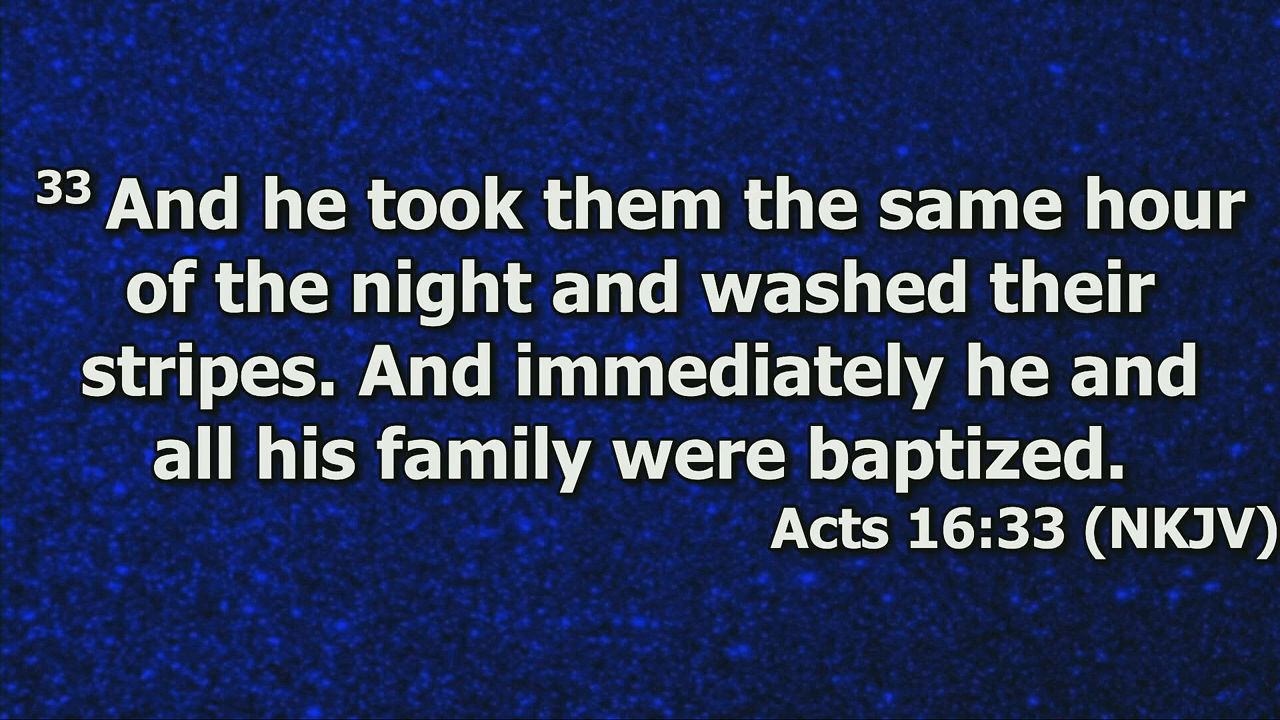 33 And he took them the same hour
of the night and washed their
stripes. And immediately he and
all his family were baptized.
Acts 16:33 (NKJV)